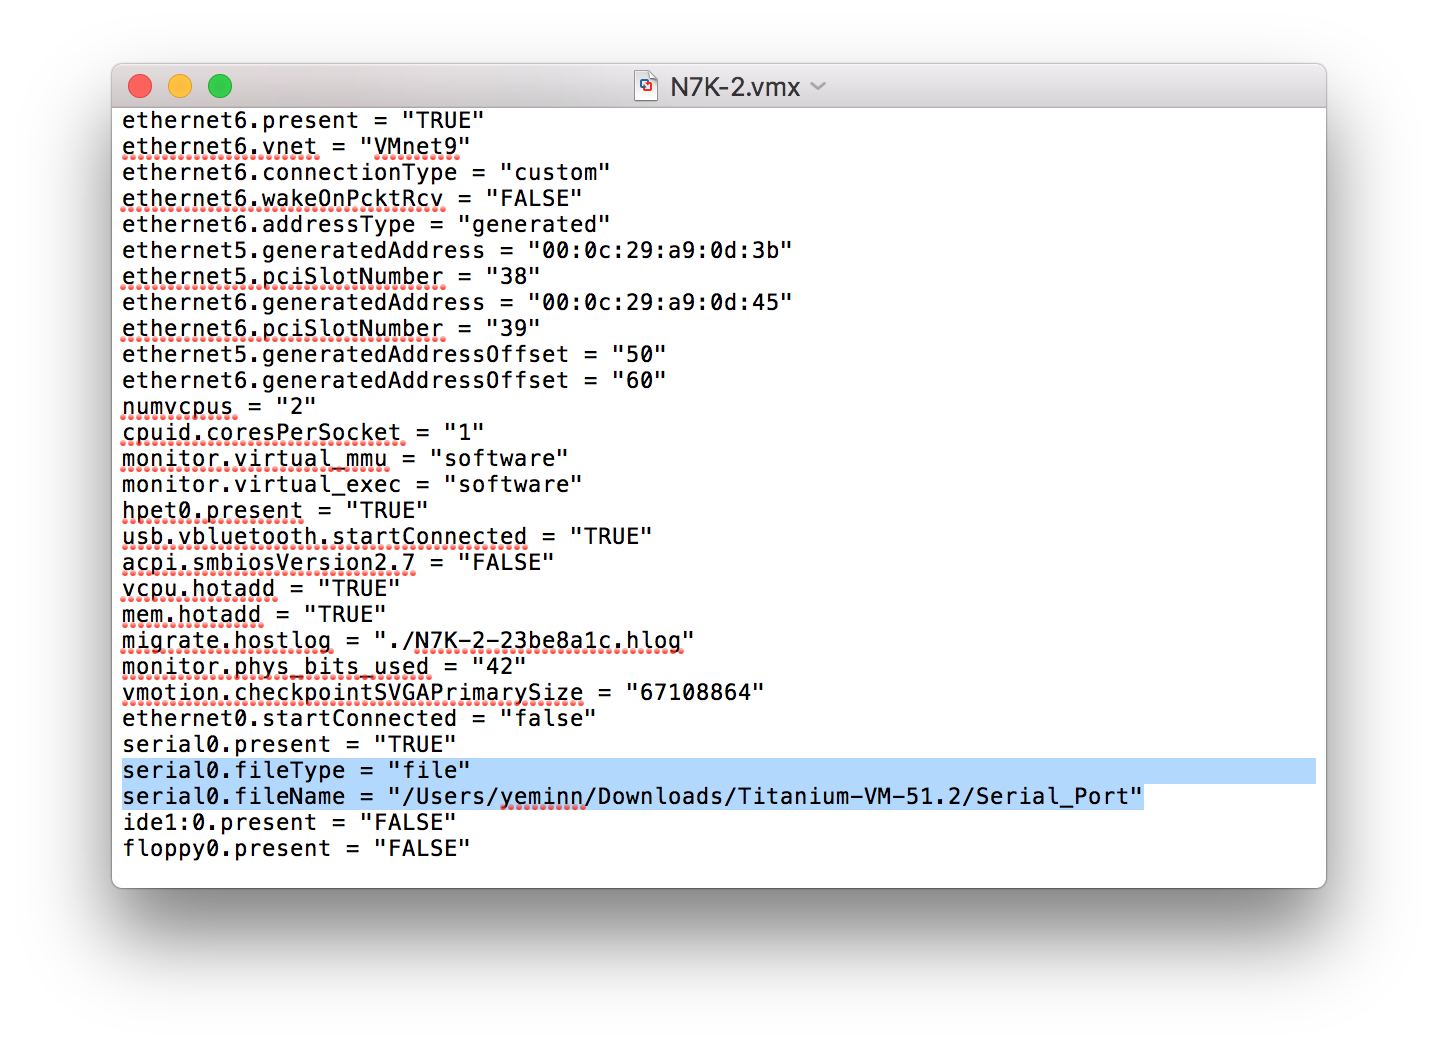 N7K-2.vmx
ethernet6.present = "TRUE"
ethernet6.vnet = "VMnet9"
ethernet6.connectionType = "custom"
ethernet6.wakeOnPcktRcv = "FALSE"
ethernet6.addressType = "generated"
ethernet5.generatedAddress = "00:0c:29:a9:0d:3b"
ethernet5.pciSlotNumber = "38"
ethernet6.generatedAddress = "00:0c:29:a9:0d:45"
ethernet6.pciSlotNumber = "39"
ethernet5.generatedAddressOffset = "50"
ethernet6.generatedAddressOffset = "60"
numvcpus = "2"
cpuid.coresPerSocket = "1"
monitor.virtual_mmu = "software"
monitor.virtual_exec = "software"
hpet0.present = "TRUE"
usb.vbluetooth.startConnected = "TRUE"
acpi.smbiosVersion2.7 = "FALSE"
vcpu.hotadd = "TRUE"
mem.hotadd = "TRUE"
migrate.hostlog = "./N7K-2-23be8a1c.hlog"
monitor.phys_bits_used = "42"
vmotion.checkpointSVGAPrimarySize = "67108864"
ethernet0.startConnected = "false"
serial0.present = "TRUE"
serial0.fileType = "file"
serial0.fileName = "/Users/yeminn/Downloads/Titanium-VM-51.2/Serial_Port"
ide1:0.present = "FALSE"
floppy0.present = "FALSE"